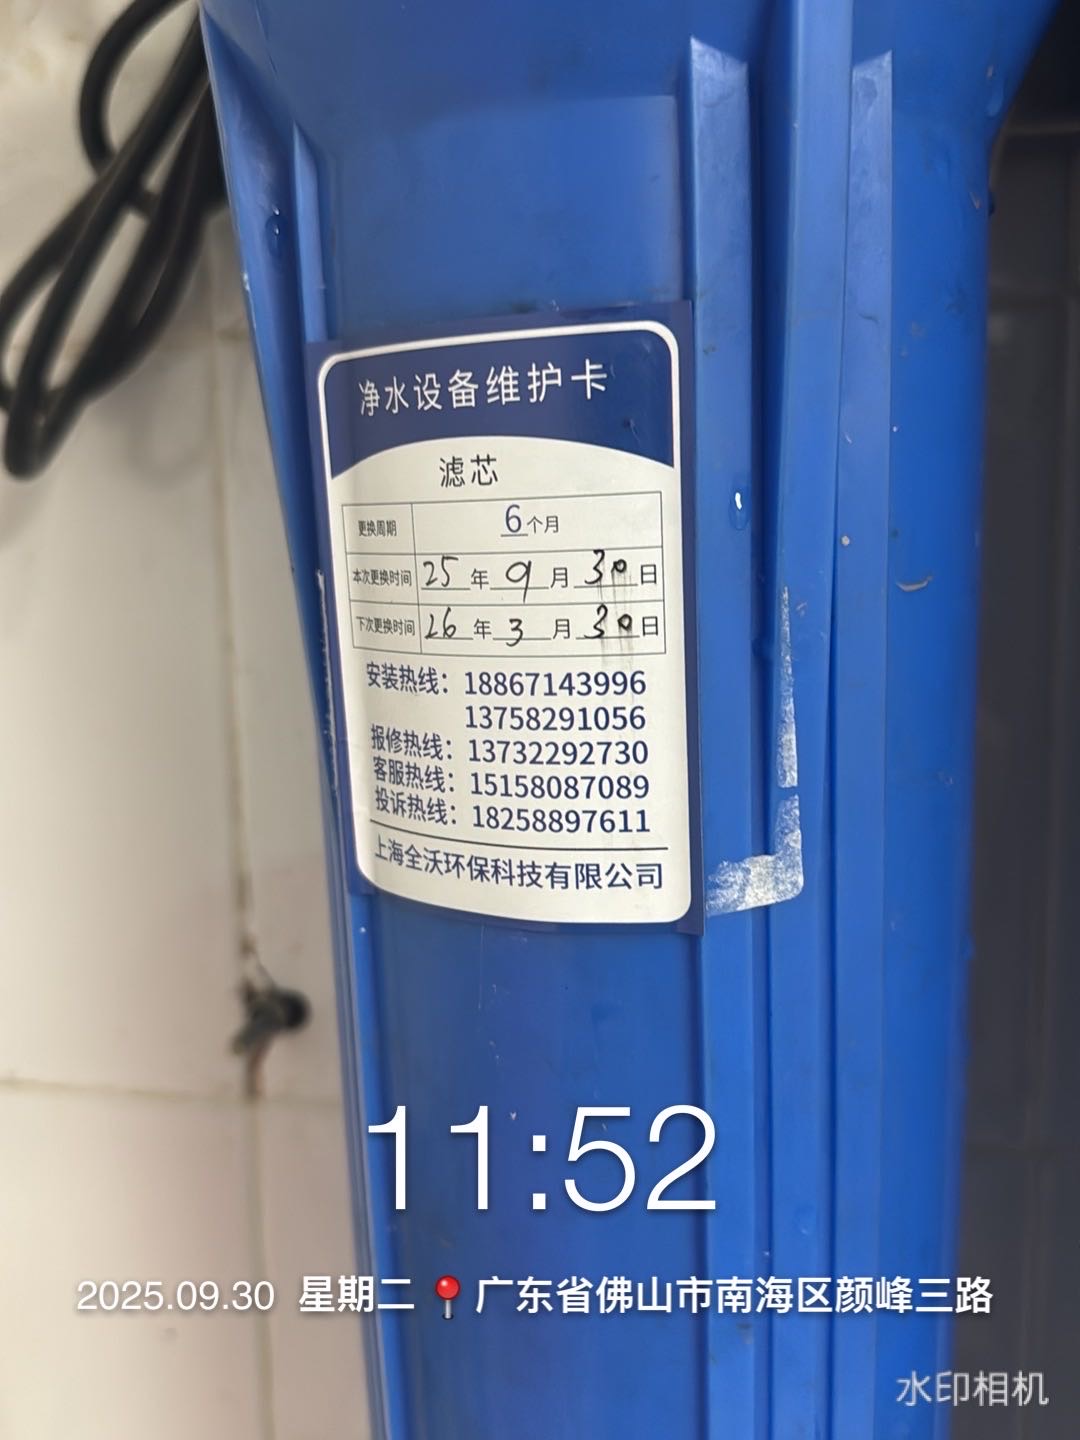 净水设备维护卡
滤芯
更换周期 6个月
本次更换时间 25年9月30日
下次更换时间 26年3月30日
安装热线：18867143996
13758291056
报修热线：13732292730
客服热线：15158087089
投诉热线：18258897611
上海全沃环保科技有限公司
11:52
2025.09.30 星期二 📍广东省佛山市南海区颜峰三路
水印相机